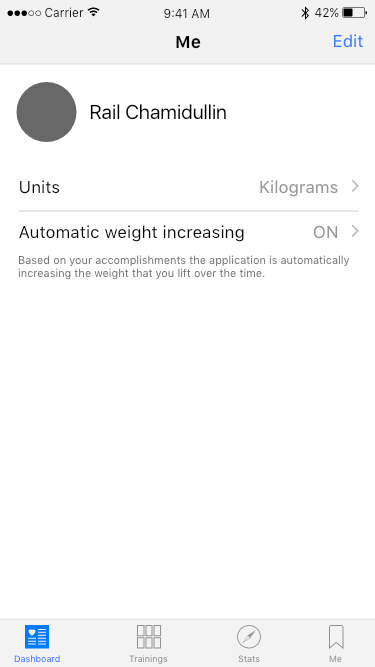 Carrier 9:41 AM 42%
Me Edit
Rail Chamidullin
Units Kilograms
Automatic weight increasing ON
Based on your accomplishments the application is automatically
increasing the weight that you lift over the time.
Dashboard Trainings Stats Me